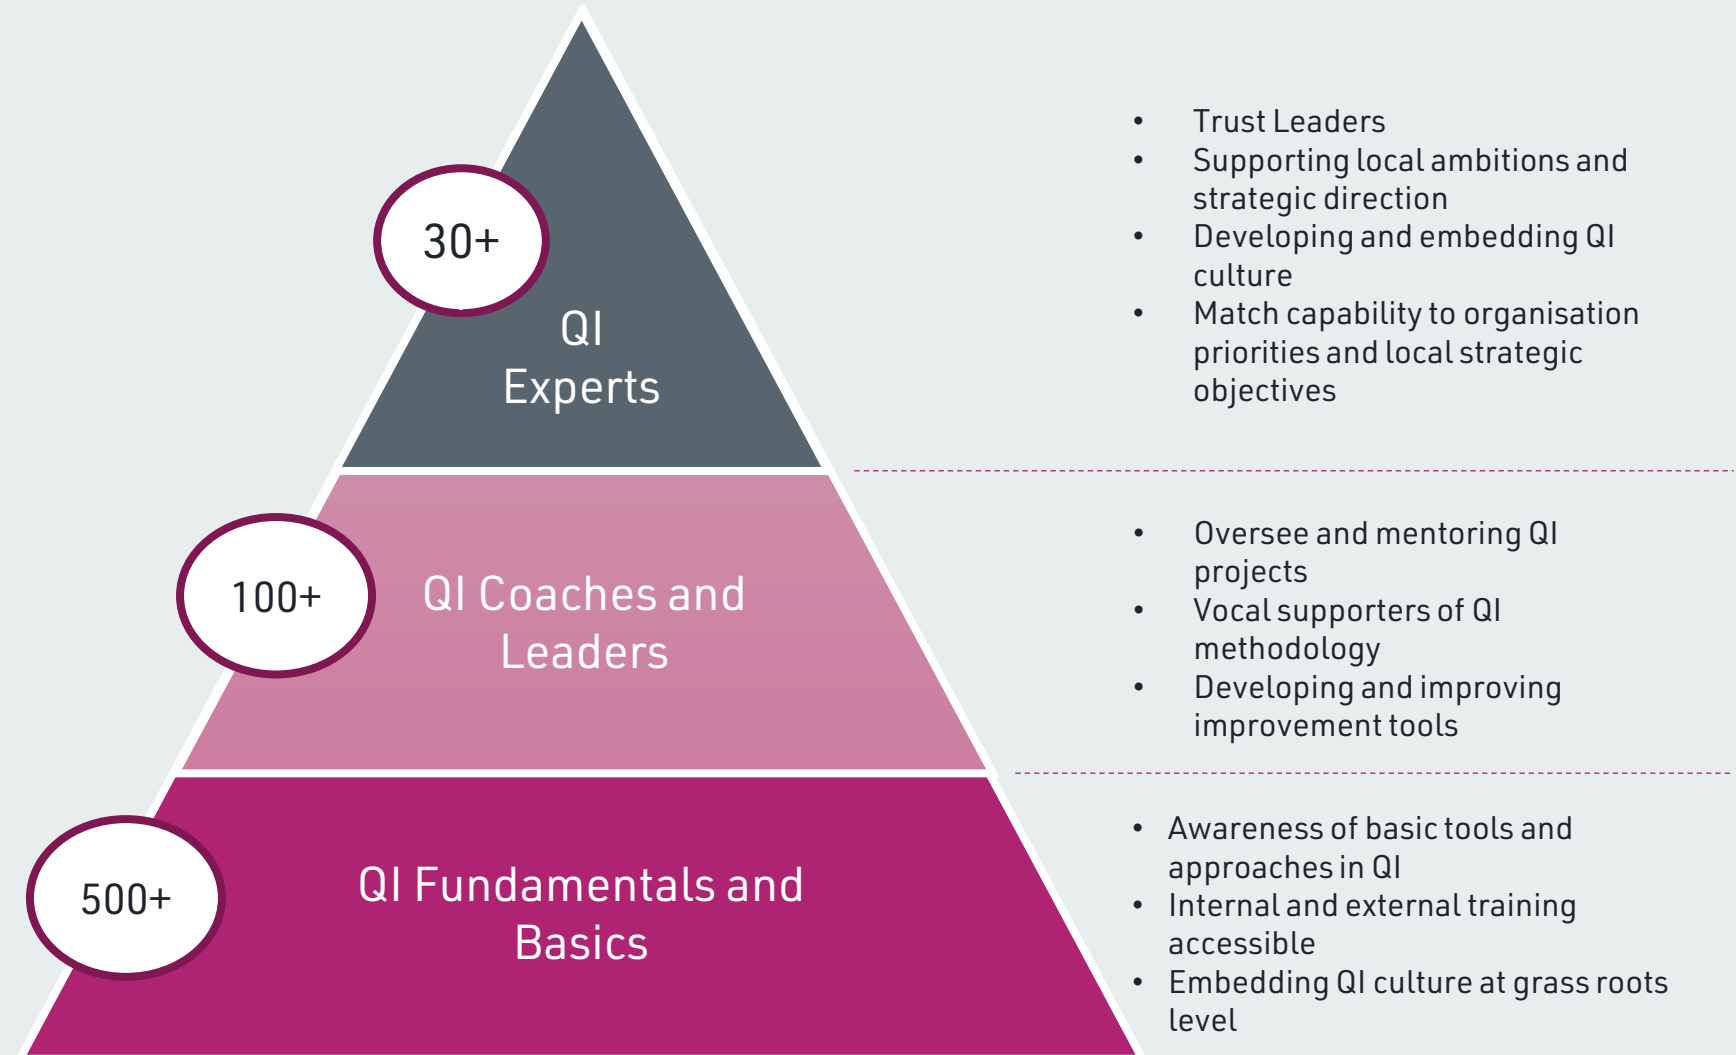 30+
QI
Experts
• Trust Leaders
• Supporting local ambitions and
strategic direction
• Developing and embedding QI
culture
• Match capability to organisation
priorities and local strategic
objectives
100+
QI Coaches and
Leaders
• Oversee and mentoring QI
projects
• Vocal supporters of QI
methodology
• Developing and improving
improvement tools
500+
QI Fundamentals and
Basics
• Awareness of basic tools and
approaches in QI
• Internal and external training
accessible
• Embedding QI culture at grass roots
level